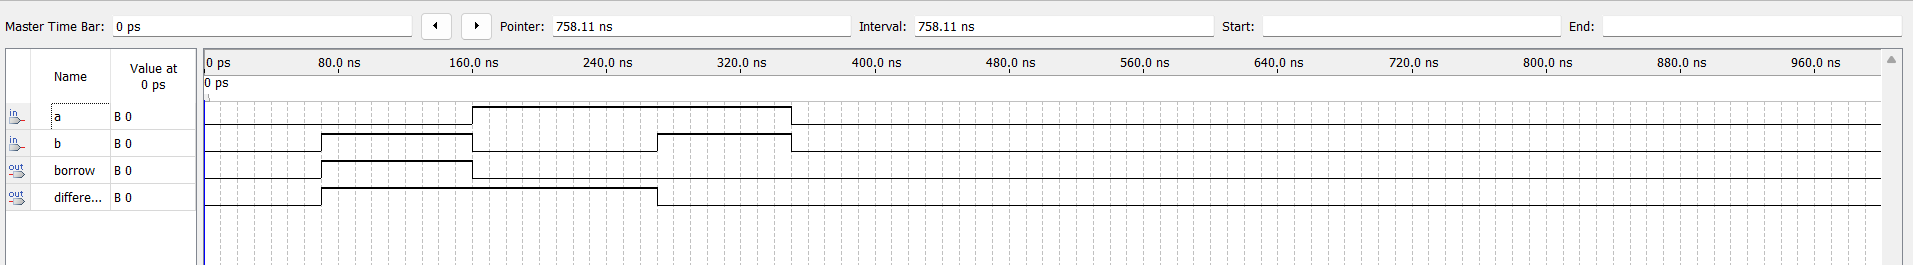 Master Time Bar: 0 ps Pointer: 758.11 ns Interval: 758.11 ns Start: End:
Name Value at 0 ps
0 ps 80.0 ns 160.0 ns 240.0 ns 320.0 ns 400.0 ns 480.0 ns 560.0 ns 640.0 ns 720.0 ns 800.0 ns 880.0 ns 960.0 ns
0 ps
in a B 0
in b B 0
out borrow B 0
out differe... B 0